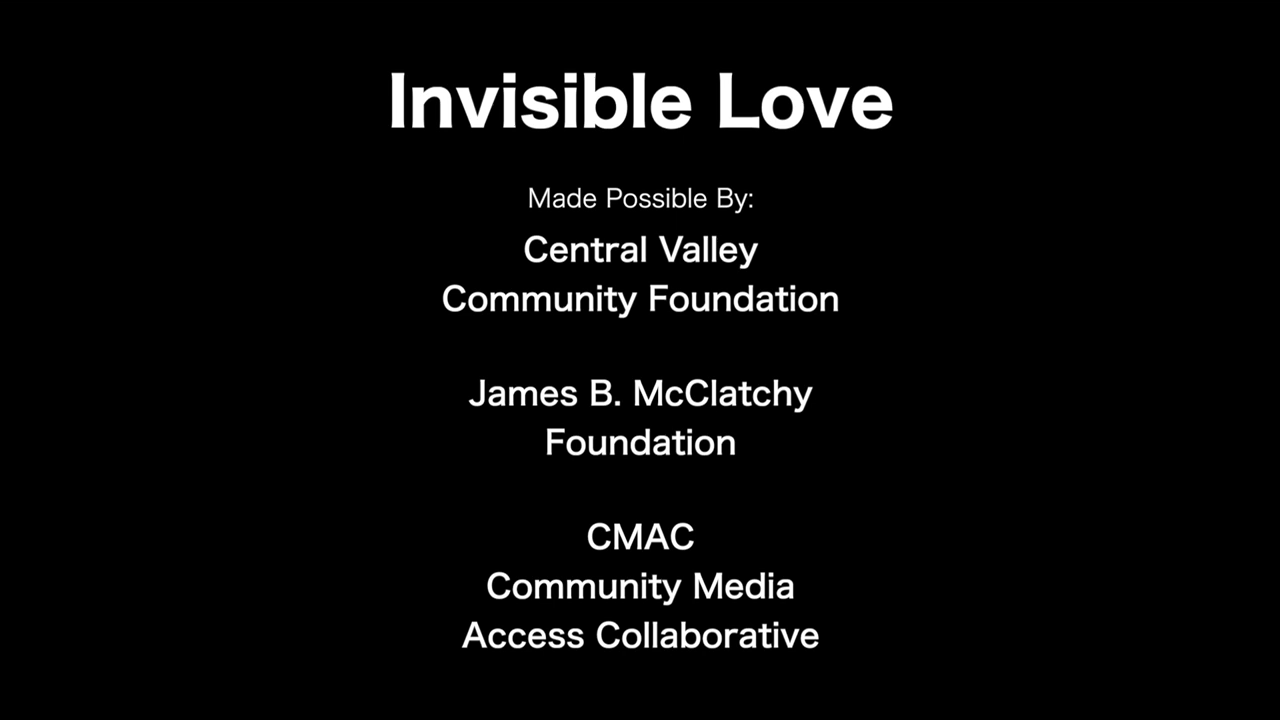 Invisible Love
Made Possible By:
Central Valley
Community Foundation
James B. McClatchy
Foundation
CMAC
Community Media
Access Collaborative